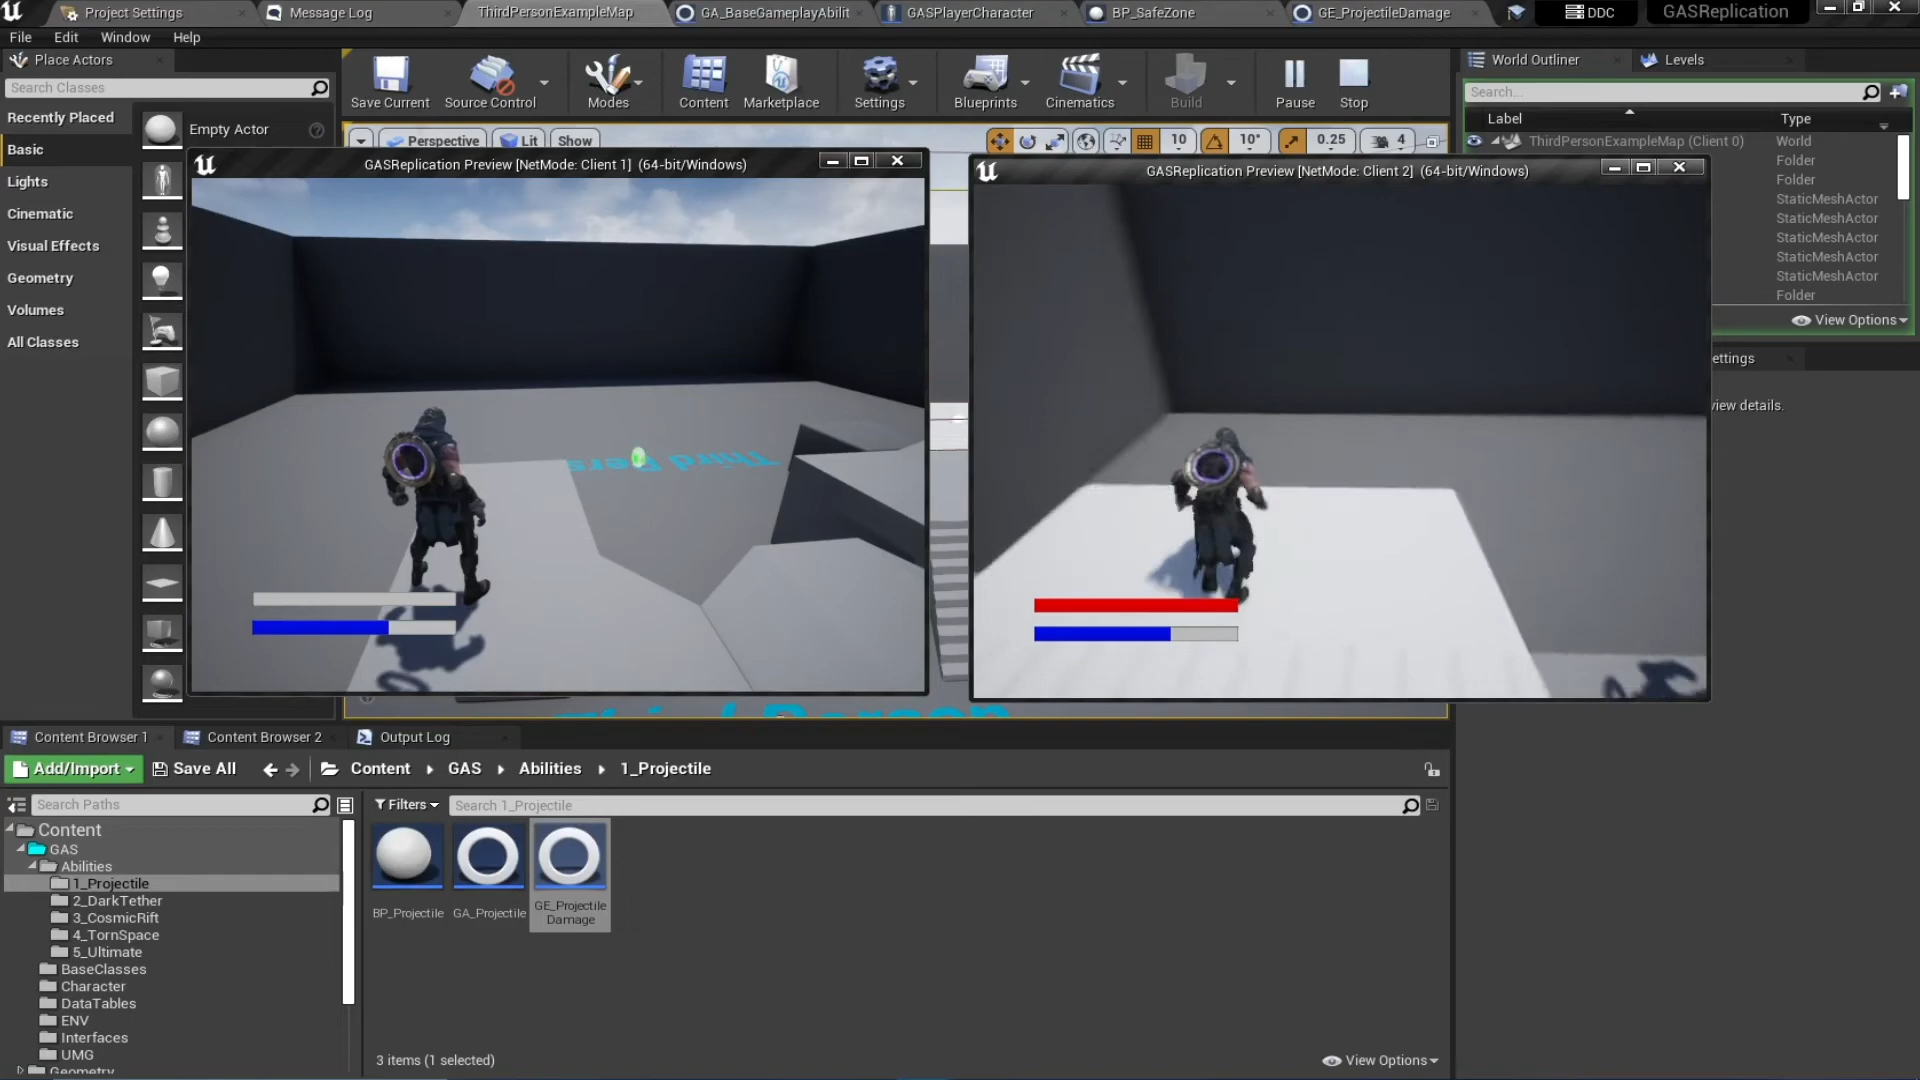 Project Settings
Message Log
ThirdPersonExampleMap
GA_BaseGameplayAbilit
GASPlayerCharacter
BP_SafeZone
GE_ProjectileDamage
DDC
GASReplication
File
Edit
Window
Help
Place Actors
Search Classes
Recently Placed
Basic
Lights
Cinematic
Visual Effects
Geometry
Volumes
All Classes
Empty Actor
Save Current
Source Control
Modes
Content
Marketplace
Settings
Blueprints
Cinematics
Build
Pause
Stop
Perspective
Lit
Show
10
10°
0.25
4
World Outliner
Levels
Search...
Label
Type
ThirdPersonExampleMap (Client 0)
World
Folder
Folder
StaticMeshActor
StaticMeshActor
StaticMeshActor
StaticMeshActor
StaticMeshActor
Folder
View Options
ettings
view details.
GASReplication Preview [NetMode: Client 1] (64-bit/Windows)
Third Pers
GASReplication Preview [NetMode: Client 2] (64-bit/Windows)
Content Browser 1
Content Browser 2
Output Log
Add/Import
Save All
Content
GAS
Abilities
1_Projectile
Search Paths
Filters
Search 1_Projectile
Content
GAS
Abilities
1_Projectile
2_DarkTether
3_CosmicRift
4_TornSpace
5_Ultimate
BaseClasses
Character
DataTables
ENV
Interfaces
UMG
Geometry
BP_Projectile
GA_Projectile
GE_Projectile
Damage
3 items (1 selected)
View Options